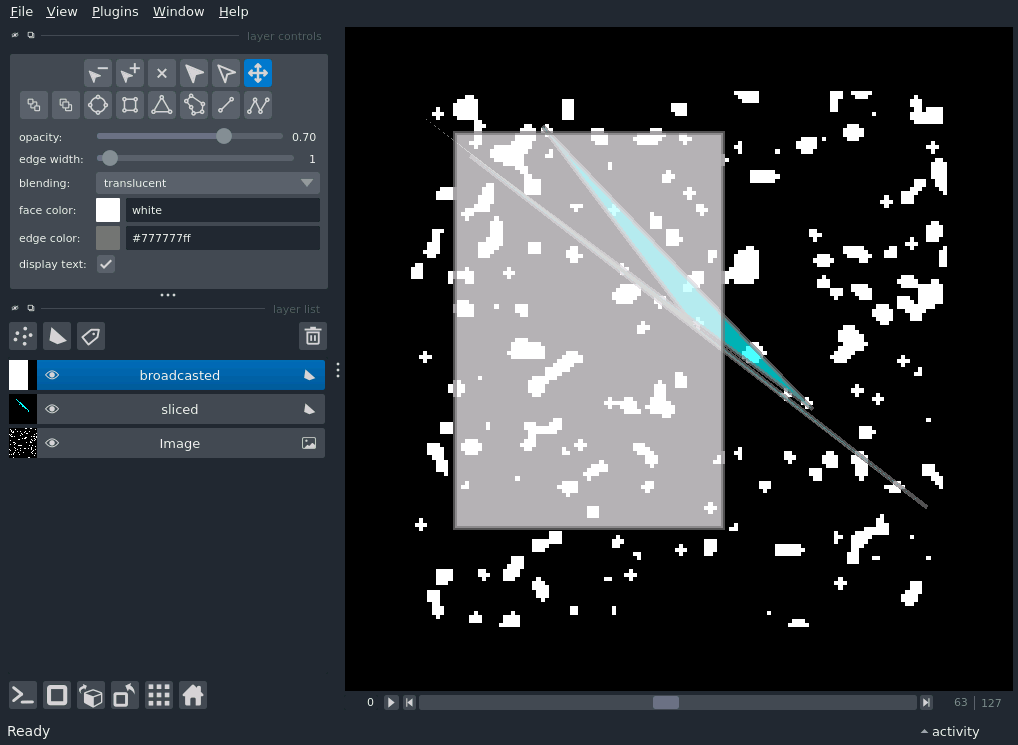 File View Plugins Window Help
layer controls
opacity: 0.70
edge width: 1
blending: translucent
face color: white
edge color: #777777ff
display text:
layer list
broadcasted
sliced
Image
0 63 127
Ready activity